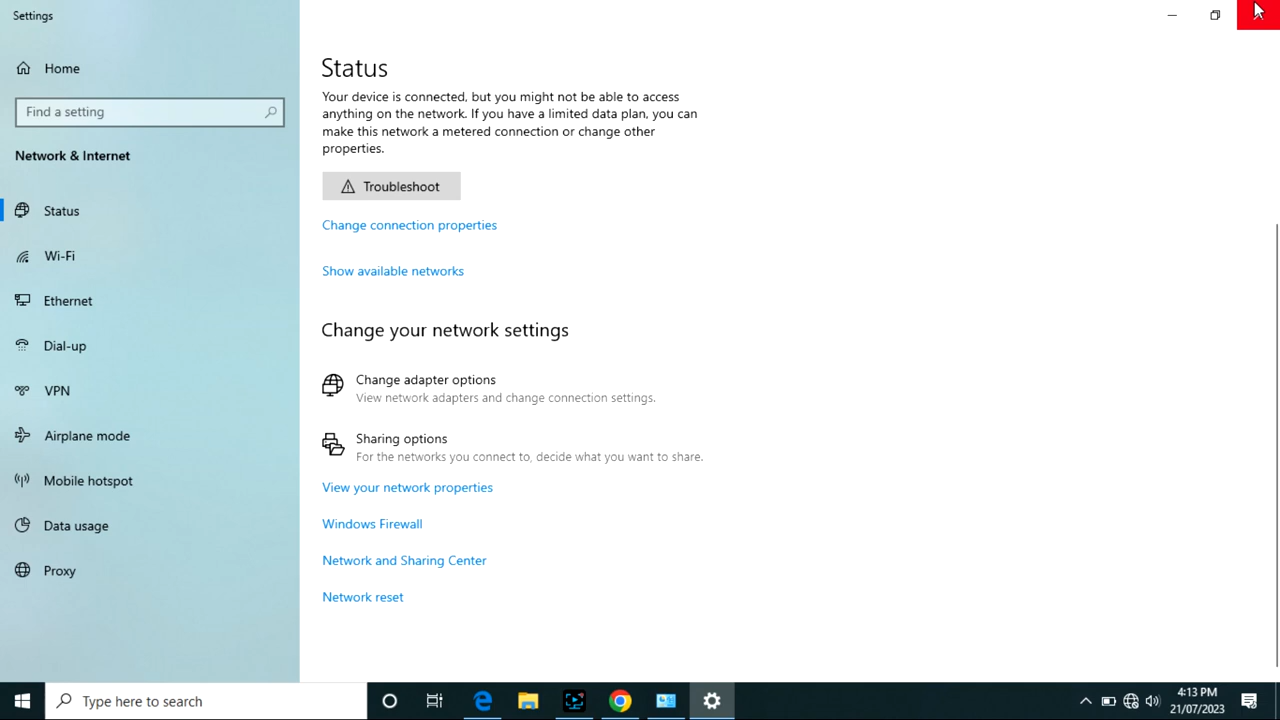 Settings
Home
Find a setting
Network & Internet
Status
Wi-Fi
Ethernet
Dial-up
VPN
Airplane mode
Mobile hotspot
Data usage
Proxy
Status
Your device is connected, but you might not be able to access
anything on the network. If you have a limited data plan, you can
make this network a metered connection or change other
properties.
Troubleshoot
Change connection properties
Show available networks
Change your network settings
Change adapter options
View network adapters and change connection settings.
Sharing options
For the networks you connect to, decide what you want to share.
View your network properties
Windows Firewall
Network and Sharing Center
Network reset
Type here to search
4:13 PM
21/07/2023